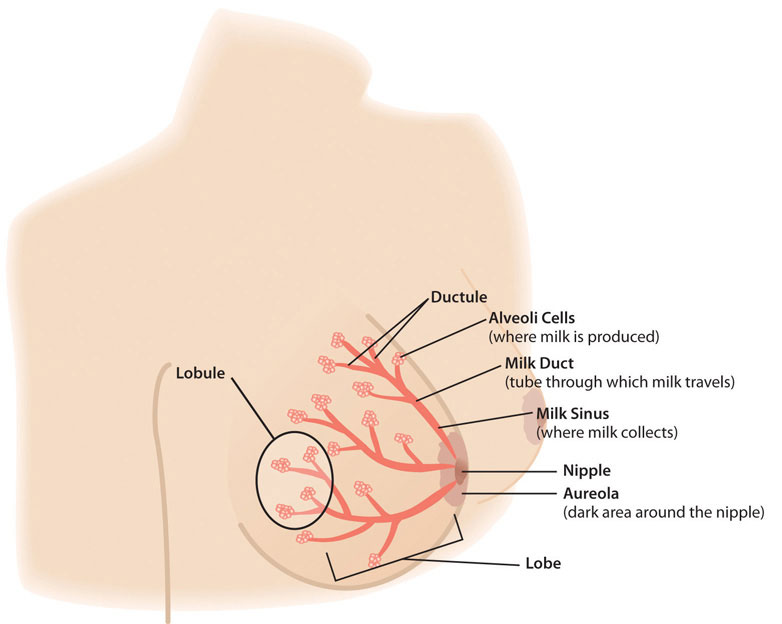 Ductule
Alveoli Cells
(where milk is produced)
Milk Duct
(tube through which milk travels)
Lobule
Milk Sinus
(where milk collects)
Nipple
Aureola
(dark area around the nipple)
Lobe